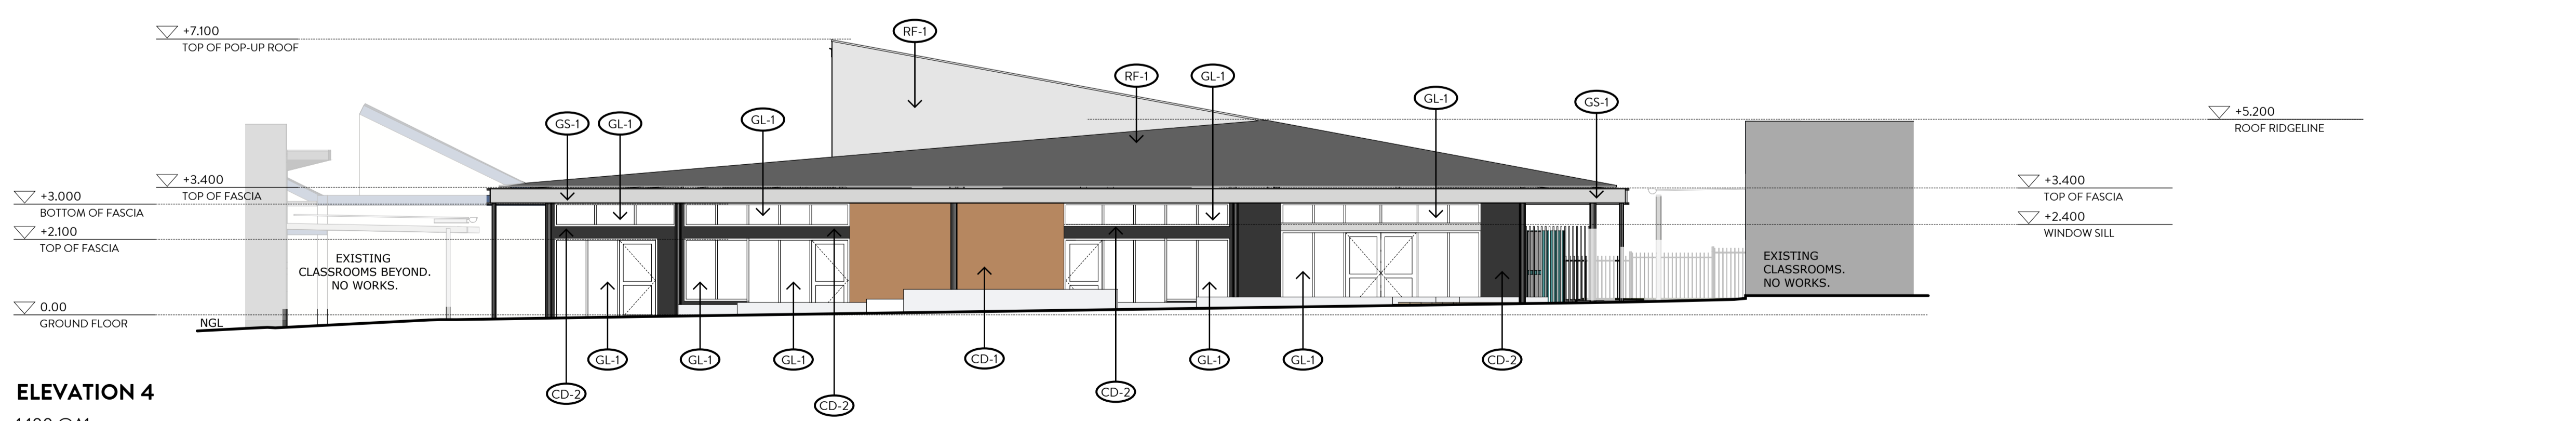 +7.100
TOP OF POP-UP ROOF
RF-1
RF-1
GL-1
GL-1
GS-1
GS-1
GL-1
GL-1
+5.200
ROOF RIDGELINE
+3.400
TOP OF FASCIA
+3.000
BOTTOM OF FASCIA
+2.100
TOP OF FASCIA
0.00
GROUND FLOOR
NGL
EXISTING
CLASSROOMS BEYOND.
NO WORKS.
+3.400
TOP OF FASCIA
+2.400
WINDOW SILL
EXISTING
CLASSROOMS.
NO WORKS.
GL-1
GL-1
GL-1
CD-1
GL-1
GL-1
CD-2
CD-2
CD-2
CD-2
ELEVATION 4